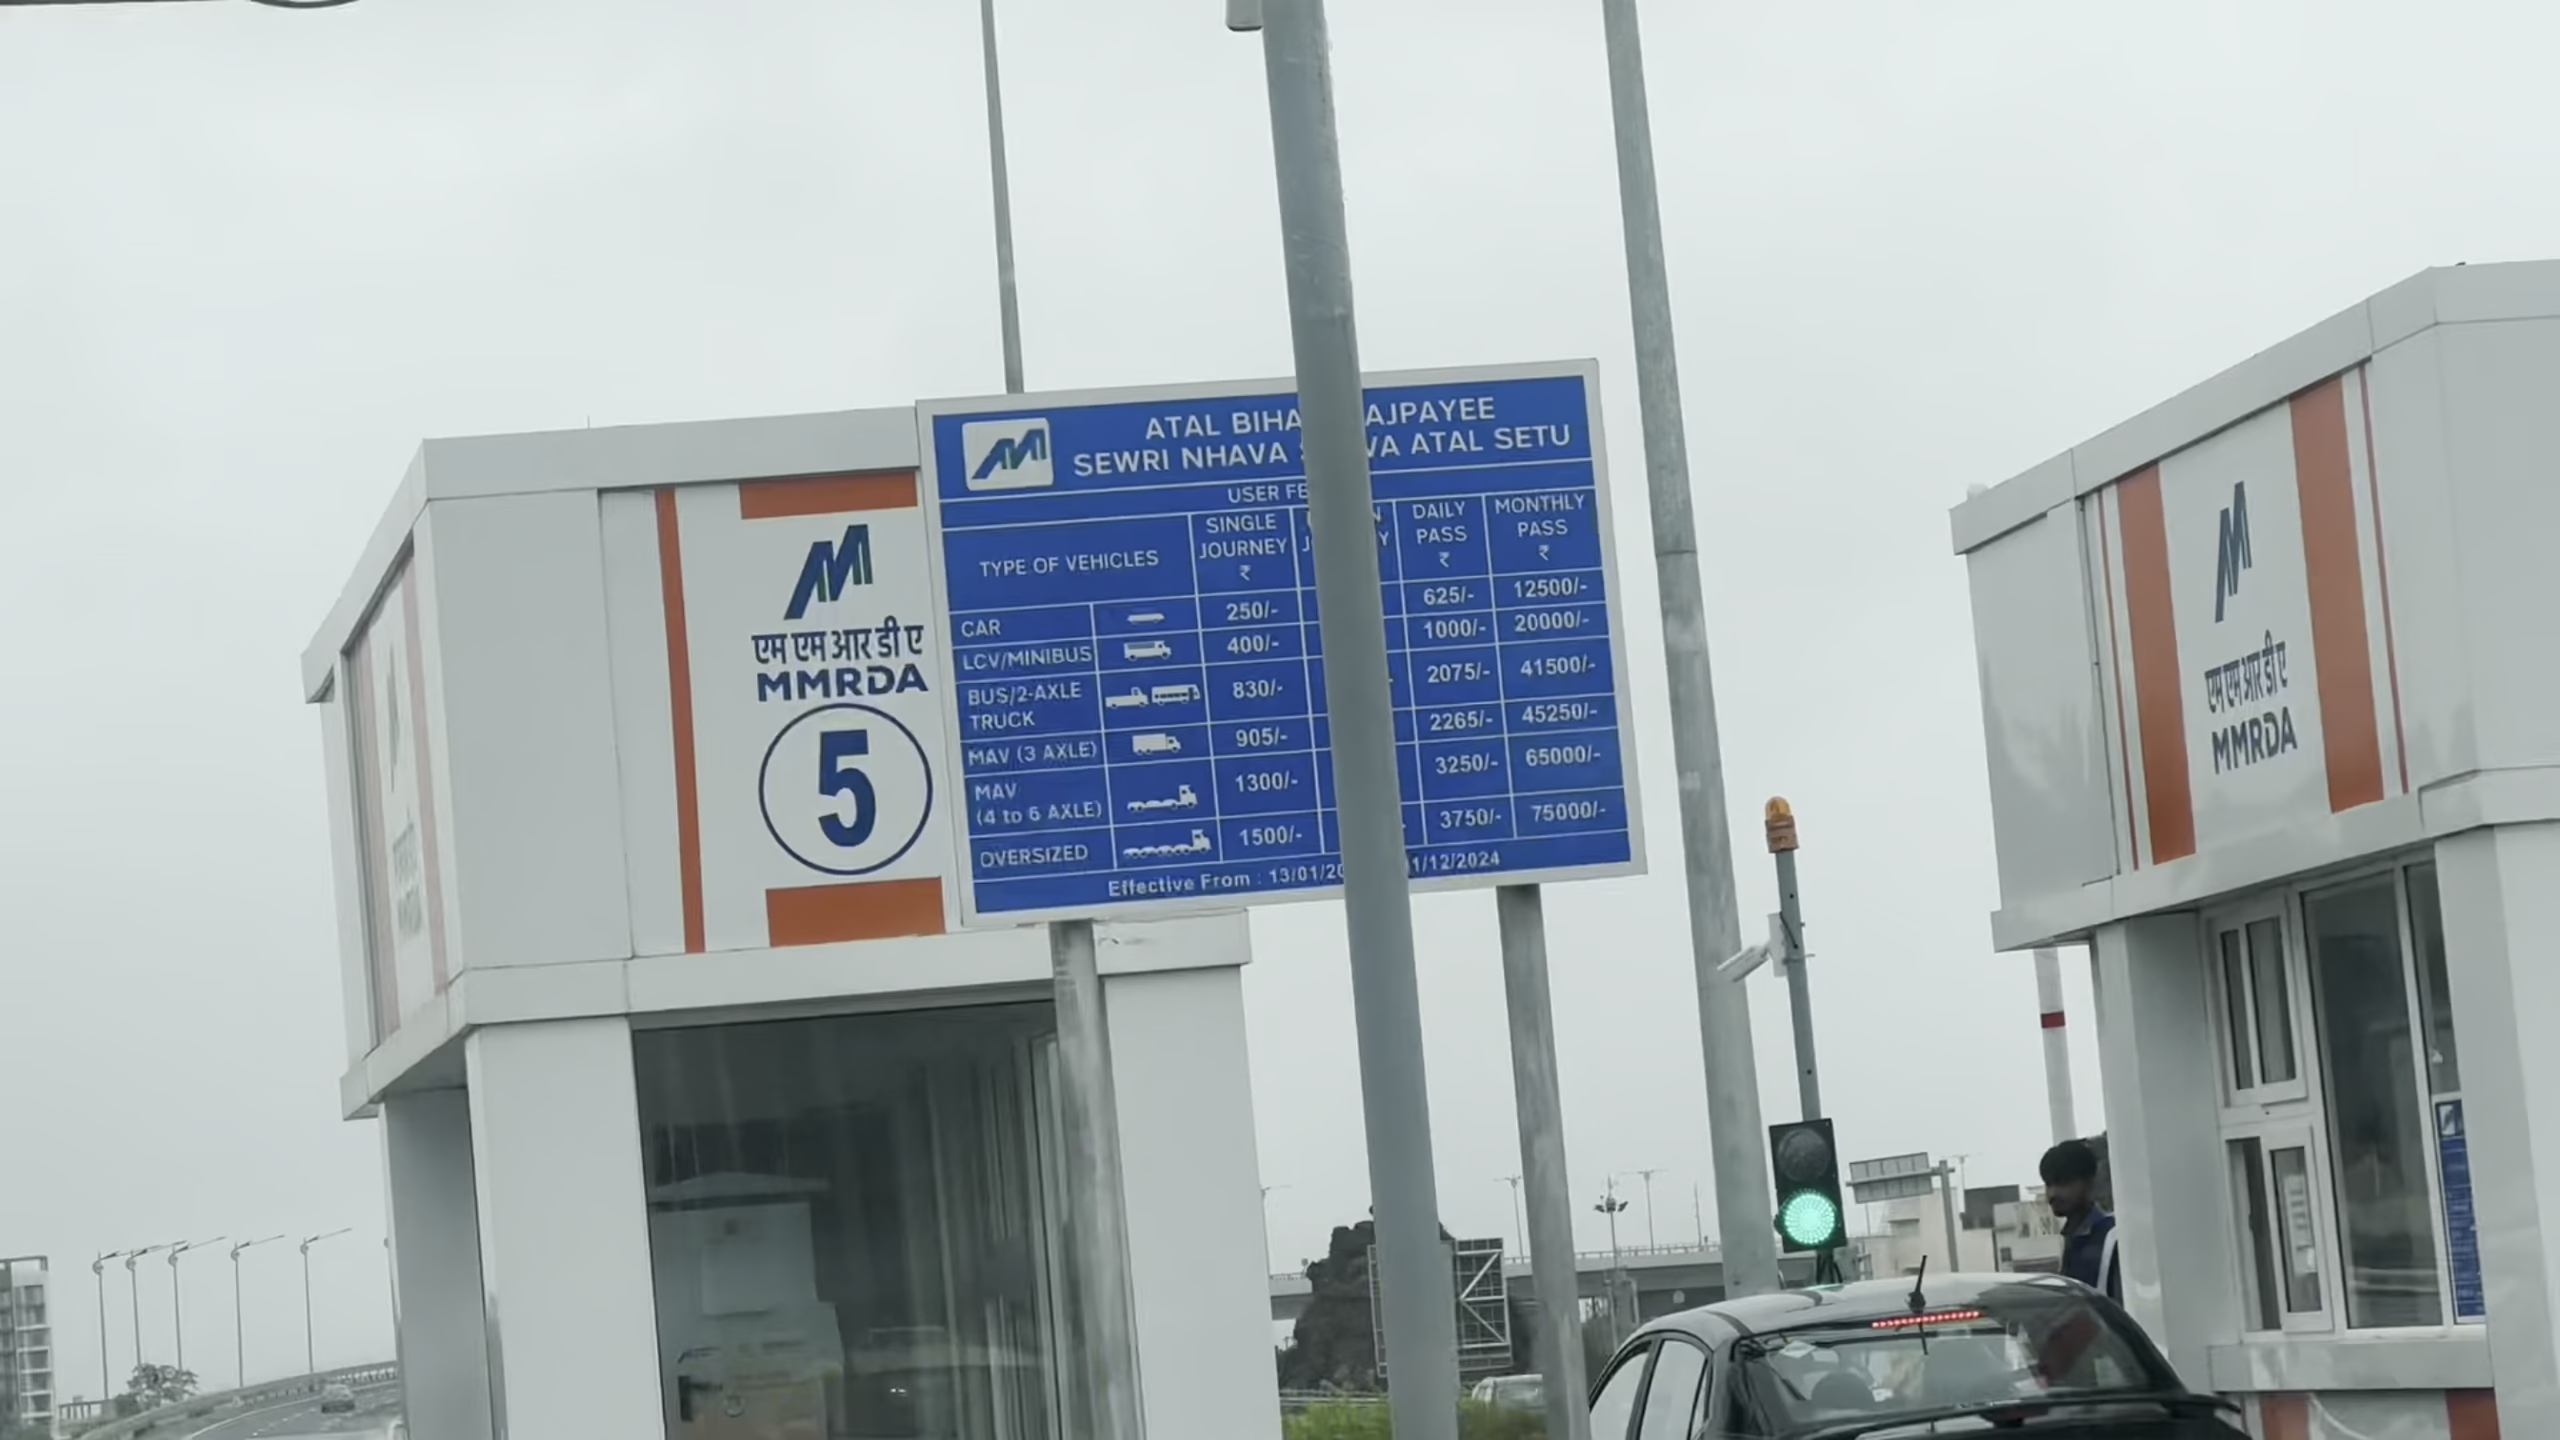 एम एम आर डी ए
MMRDA
5
ATAL BIHA AJPAYEE
SEWRI NHAVA S VA ATAL SETU
USER FE
TYPE OF VEHICLES
SINGLE JOURNEY ₹
DAILY PASS ₹
MONTHLY PASS ₹
CAR 250/- 625/- 12500/-
LCV/MINIBUS 400/- 1000/- 20000/-
BUS/2-AXLE TRUCK 830/- 2075/- 41500/-
MAV (3 AXLE) 905/- 2265/- 45250/-
MAV (4 to 6 AXLE) 1300/- 3250/- 65000/-
OVERSIZED 1500/- 3750/- 75000/-
Effective From : 13/01/20 1/12/2024
एम एम आर डी ए
MMRDA